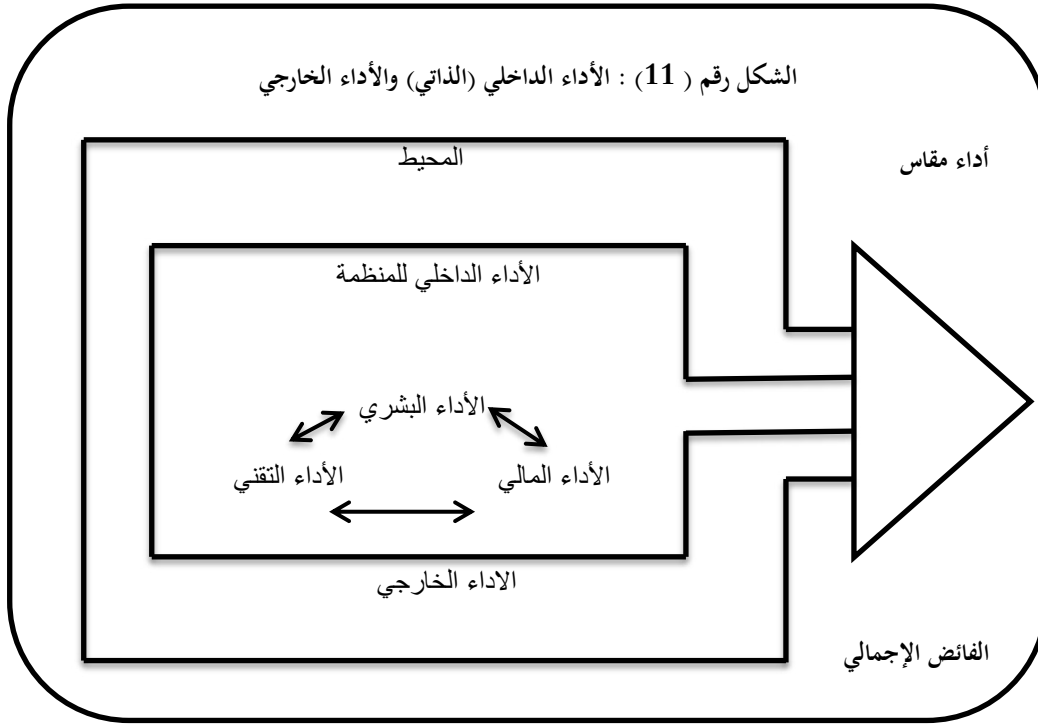 الشكل رقم ( 11) : الأداء الداخلي (الذاتي) والأداء الخارجي
أداء مقاس
المحيط
الأداء الداخلي للمنظمة
الأداء البشري
الأداء المالي
الأداء التقني
الاداء الخارجي
الفائض الإجمالي